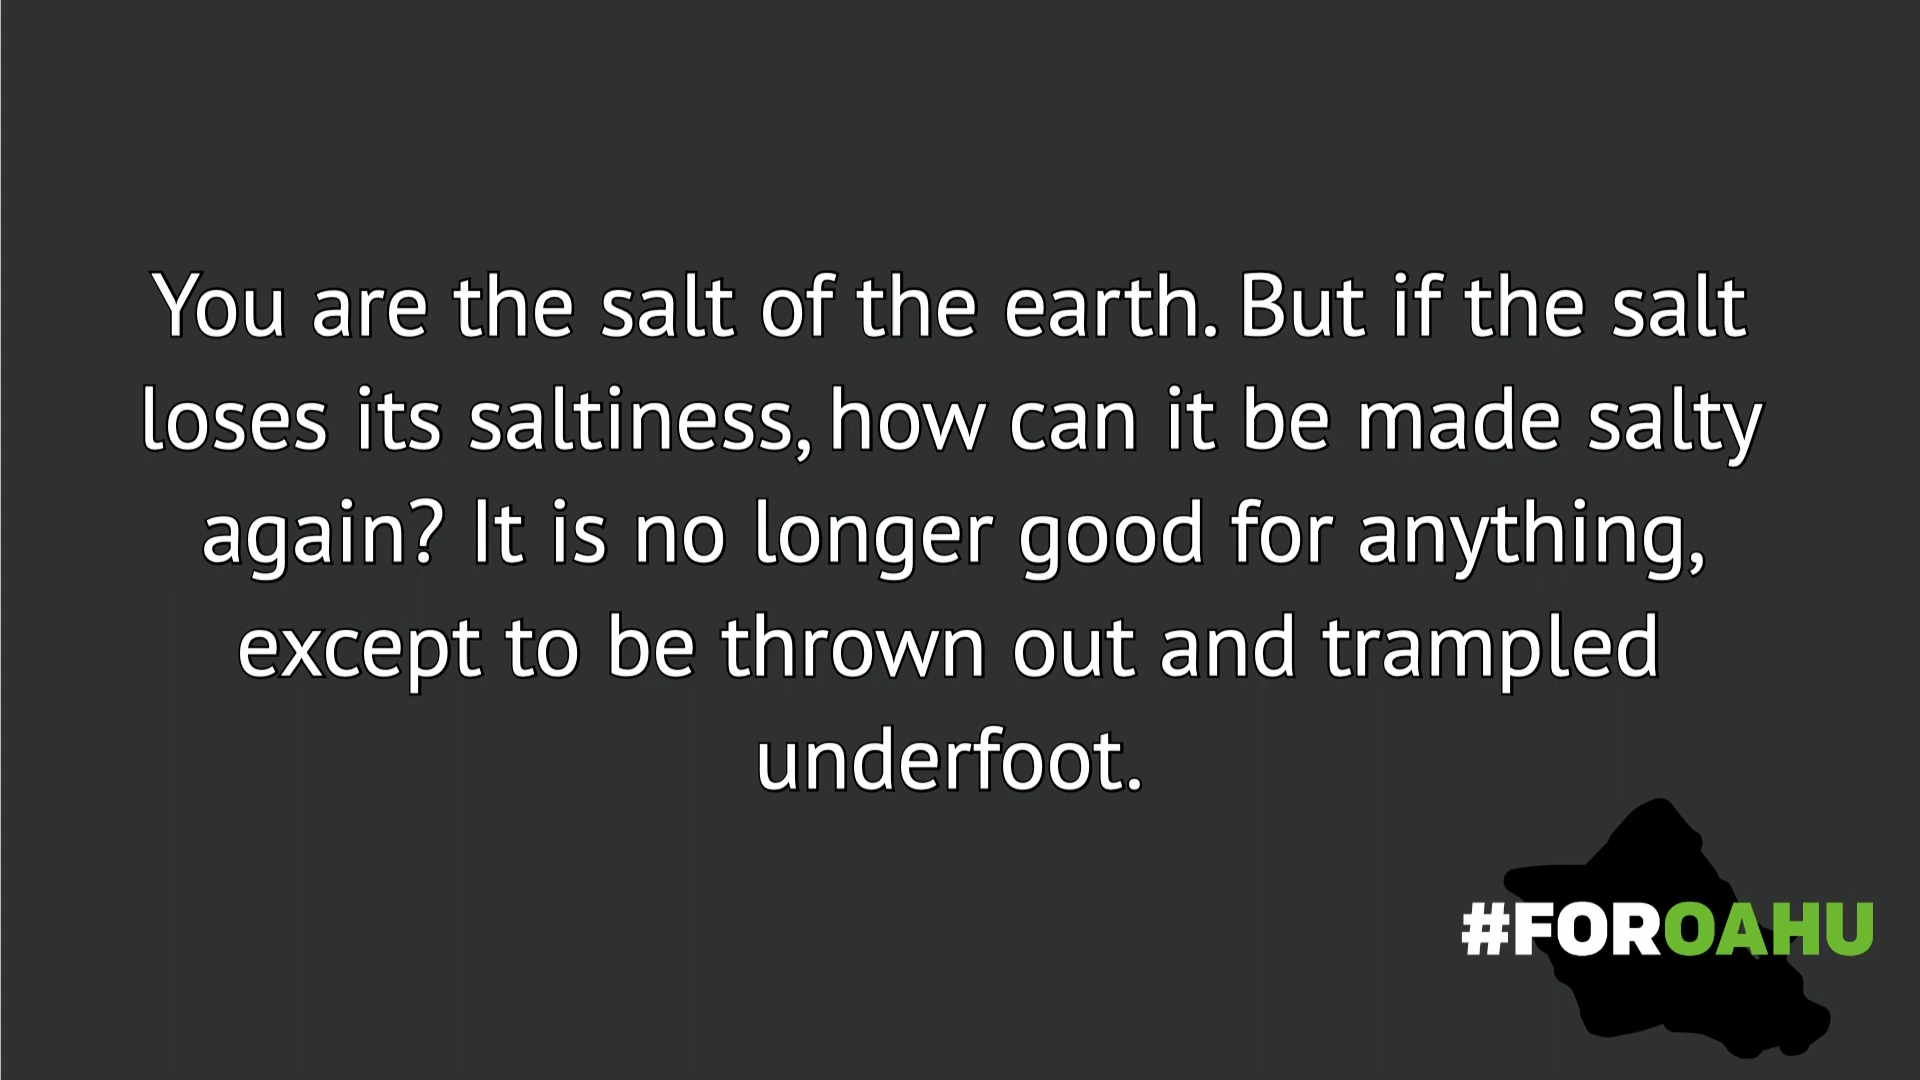 You are the salt of the earth. But if the salt
loses its saltiness, how can it be made salty
again? It is no longer good for anything,
except to be thrown out and trampled
underfoot.
#FOROAHU